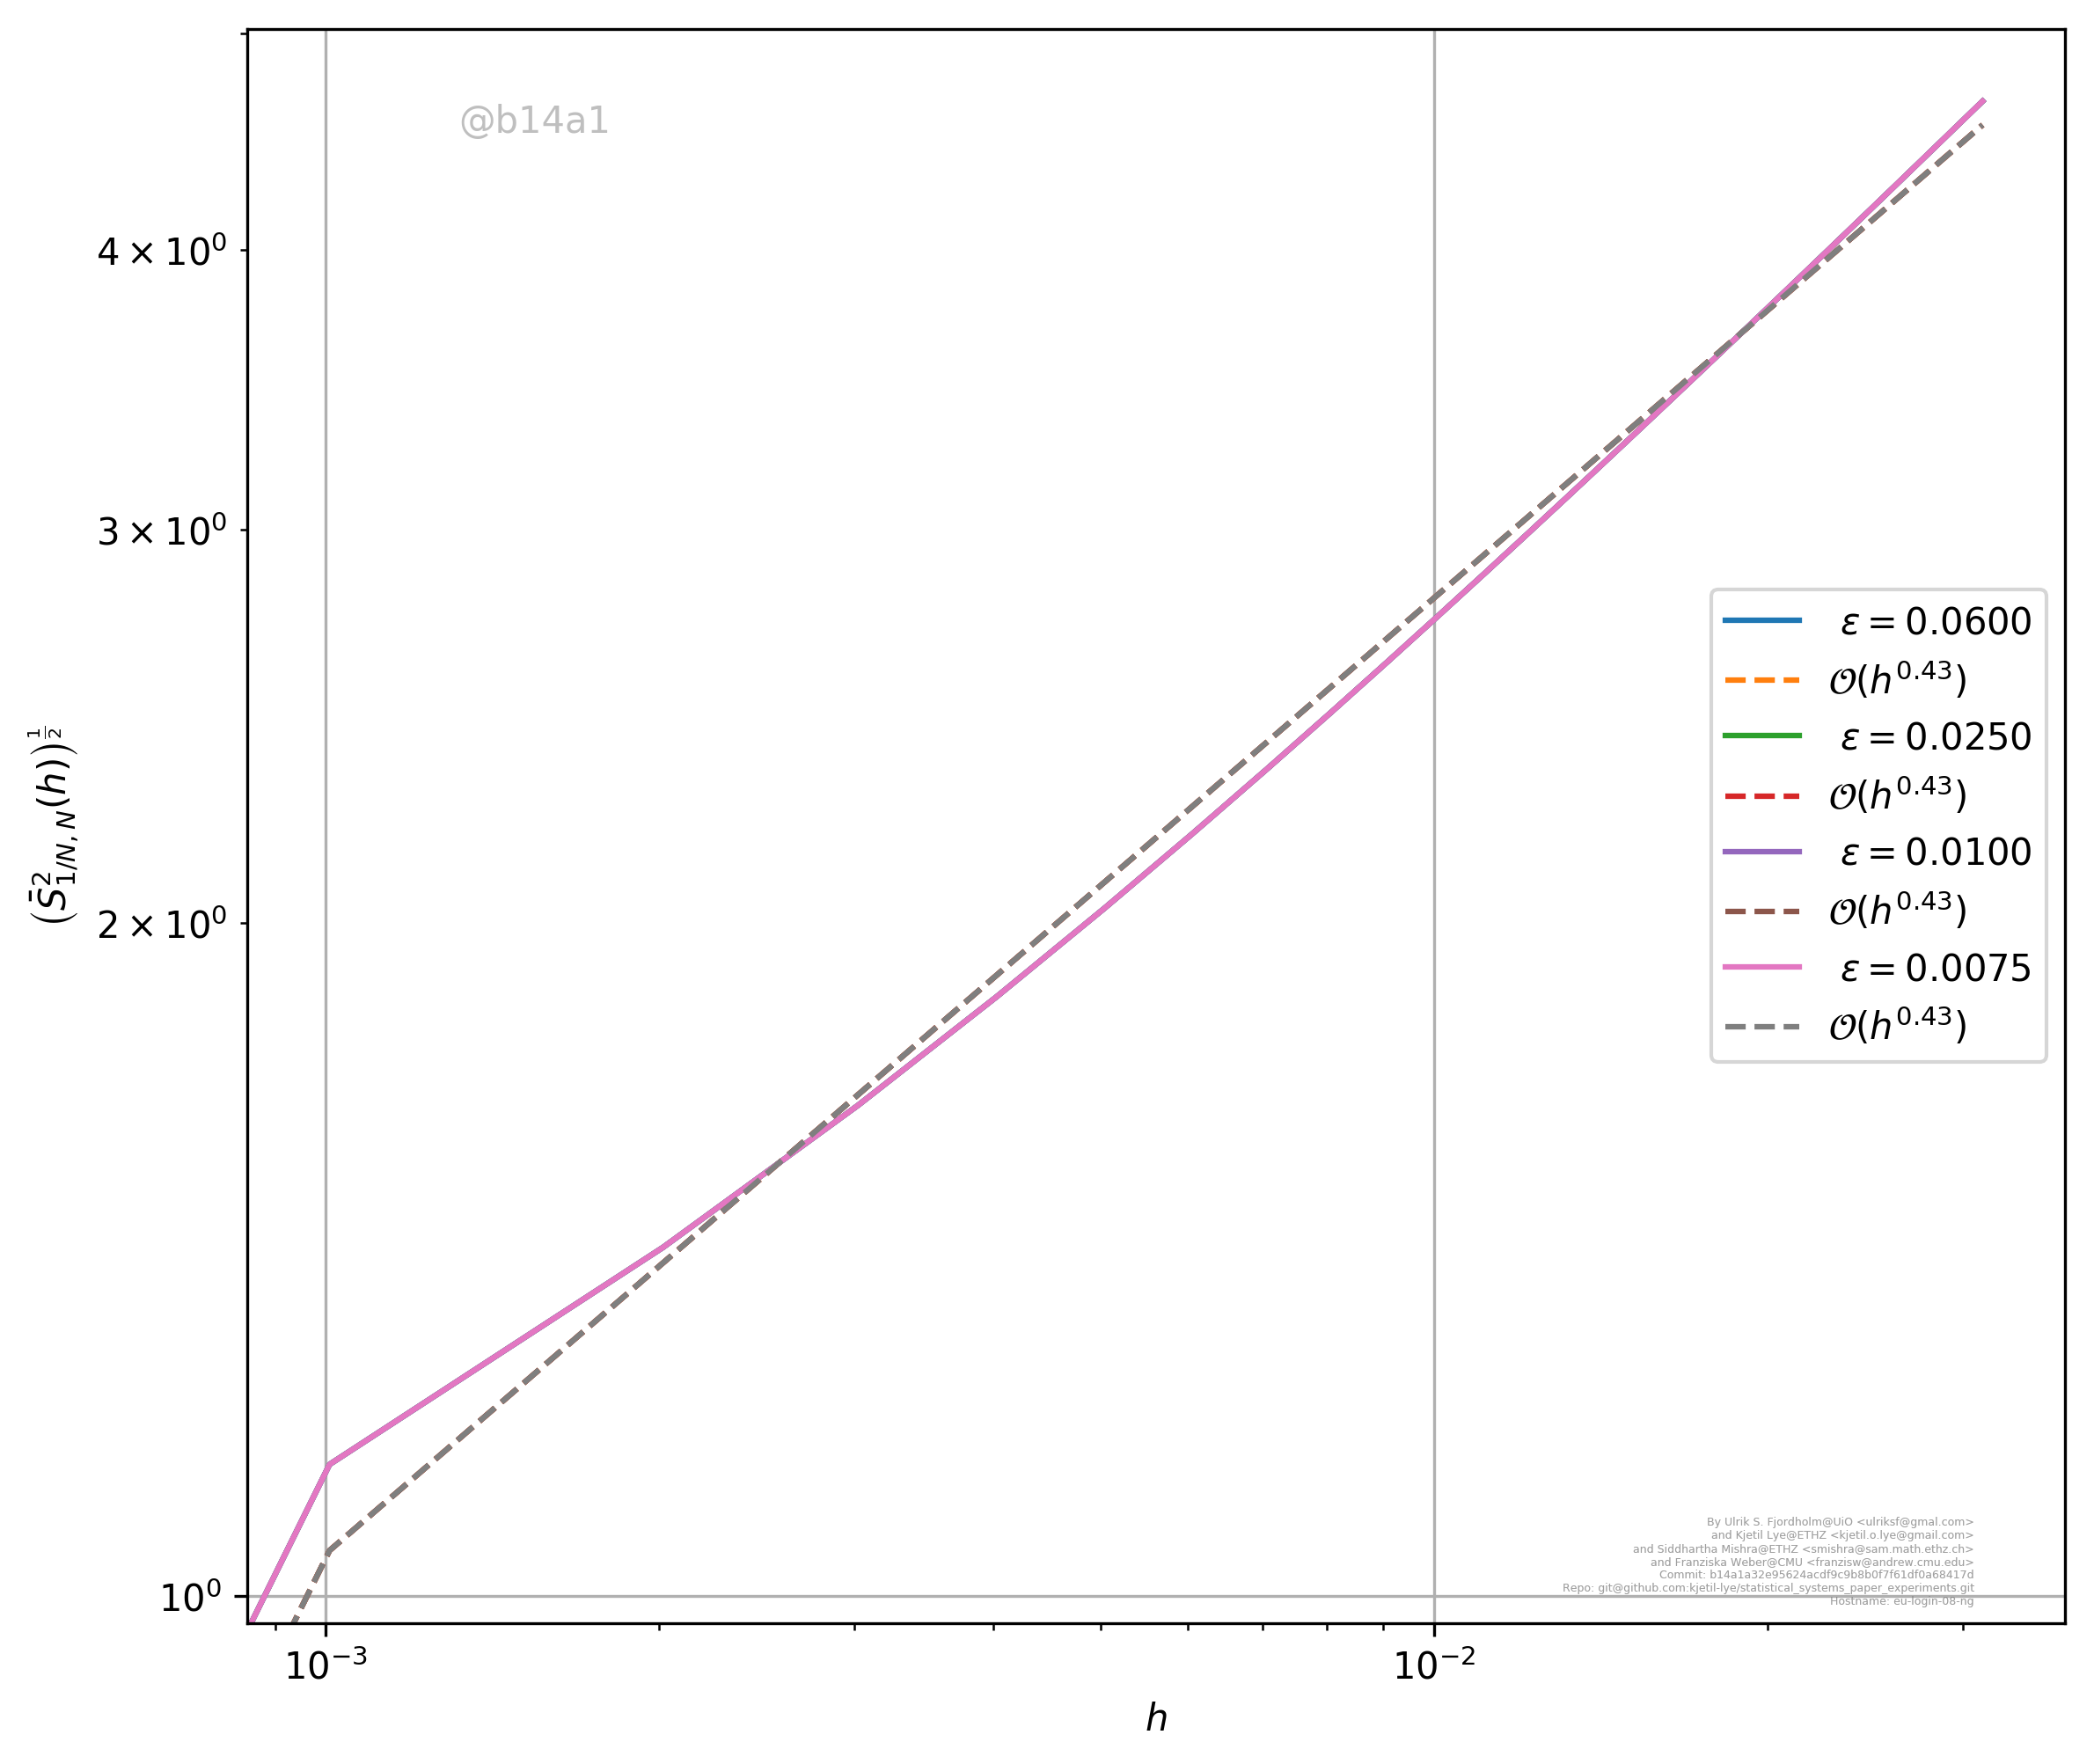 @b14a1
4 × 10⁰
3 × 10⁰
2 × 10⁰
10⁰
(S̄²₁/N, N(h))^½
ε = 0.0600
𝒪(h^0.43)
ε = 0.0250
𝒪(h^0.43)
ε = 0.0100
𝒪(h^0.43)
ε = 0.0075
𝒪(h^0.43)
By Ulrik S. Fjordholm@UiO <ulriksf@gmal.com>
and Kjetil Lye@ETHZ <kjetil.o.lye@gmail.com>
and Siddhartha Mishra@ETHZ <smishra@sam.math.ethz.ch>
and Franziska Weber@CMU <franzisw@andrew.cmu.edu>
Commit: b14a1a32e95624acdf9c9b8b0f7f61df0a68417d
Repo: git@github.com:kjetil-lye/statistical_systems_paper_experiments.git
Hostname: eu-login-08-ng
10⁻³
10⁻²
h